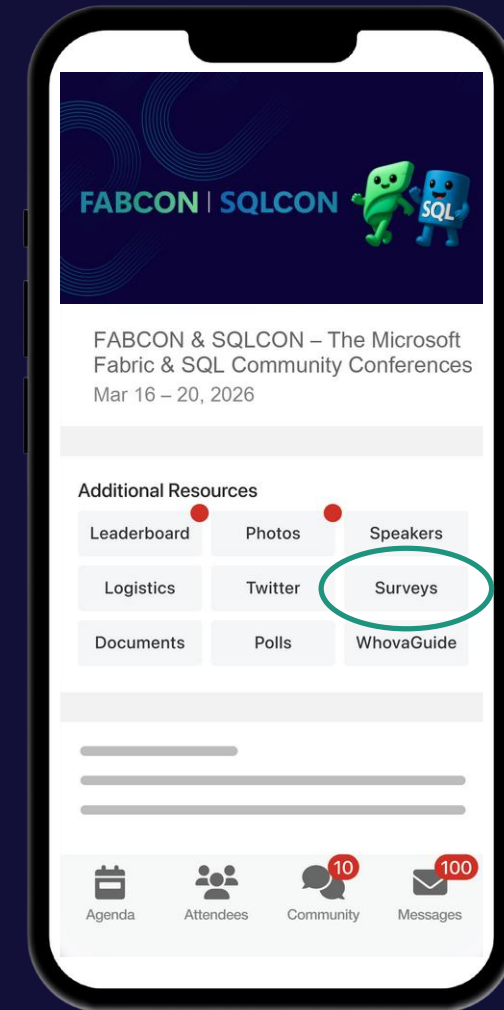 FABCON | SQLCON
SQL
FABCON & SQLCON – The Microsoft
Fabric & SQL Community Conferences
Mar 16 – 20, 2026
Additional Resources
Leaderboard Photos Speakers
Logistics Twitter Surveys
Documents Polls WhovaGuide
10 100
Agenda Attendees Community Messages